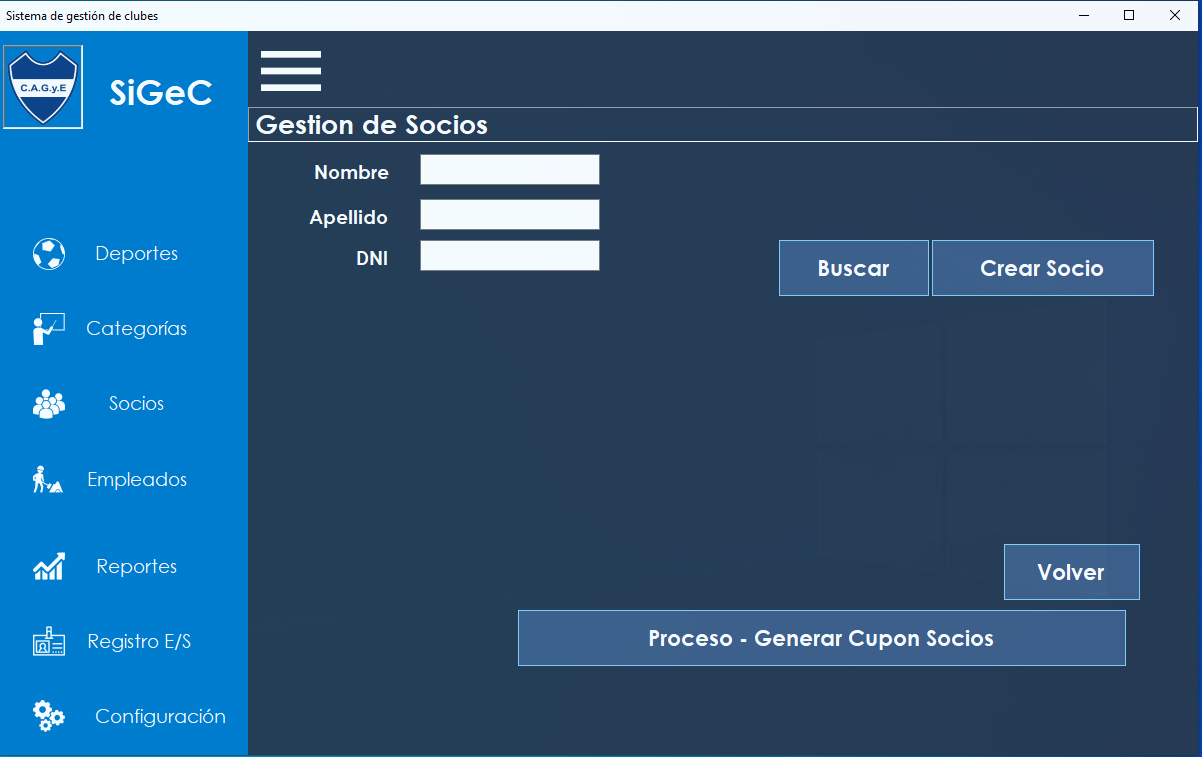 Sistema de gestión de clubes
C.A.G.y.E
SiGeC
Gestion de Socios
Nombre
Apellido
DNI
Buscar
Crear Socio
Deportes
Categorías
Socios
Empleados
Reportes
Registro E/S
Configuración
Volver
Proceso - Generar Cupon Socios